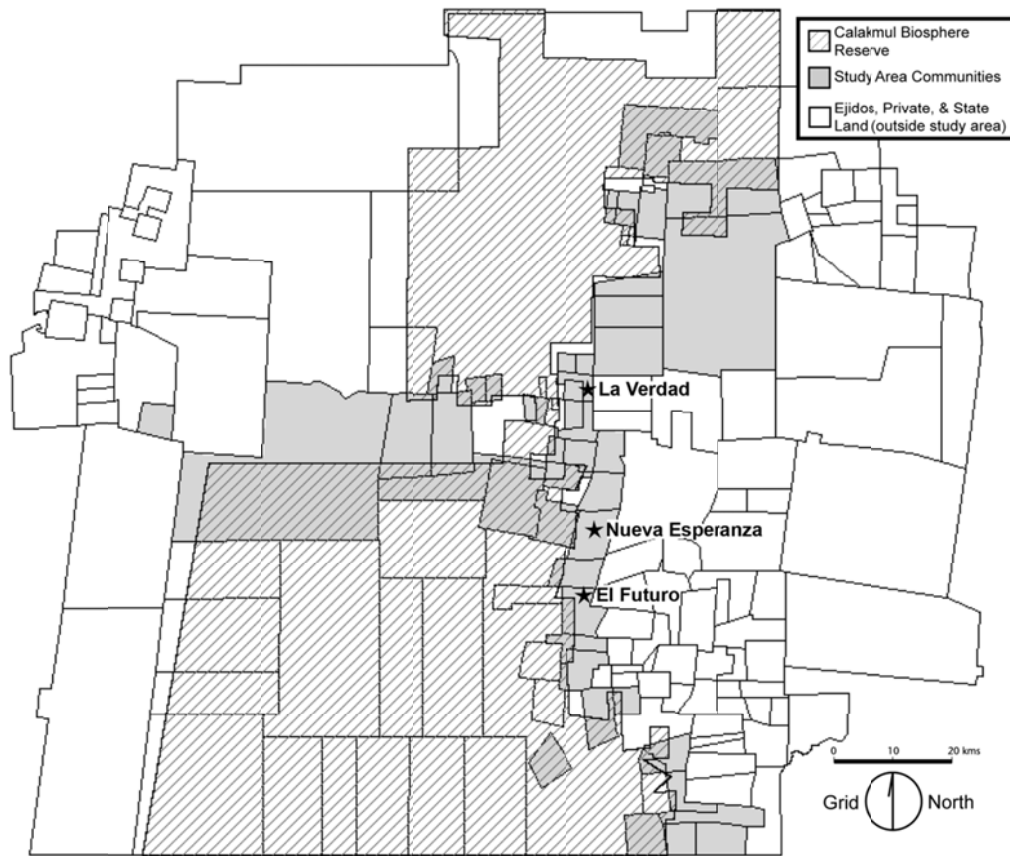 Calakmul Biosphere
Reserve
Study Area Communities
Ejidos, Private, & State
Land (outside study area)
La Verdad
Nueva Esperanza
El Futuro
0 10 20 kms
Grid North